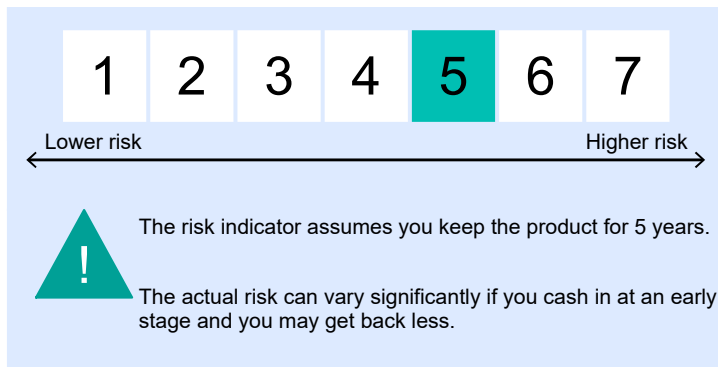 1 2 3 4 5 6 7
Lower risk Higher risk
The risk indicator assumes you keep the product for 5 years.
!
The actual risk can vary significantly if you cash in at an early
stage and you may get back less.